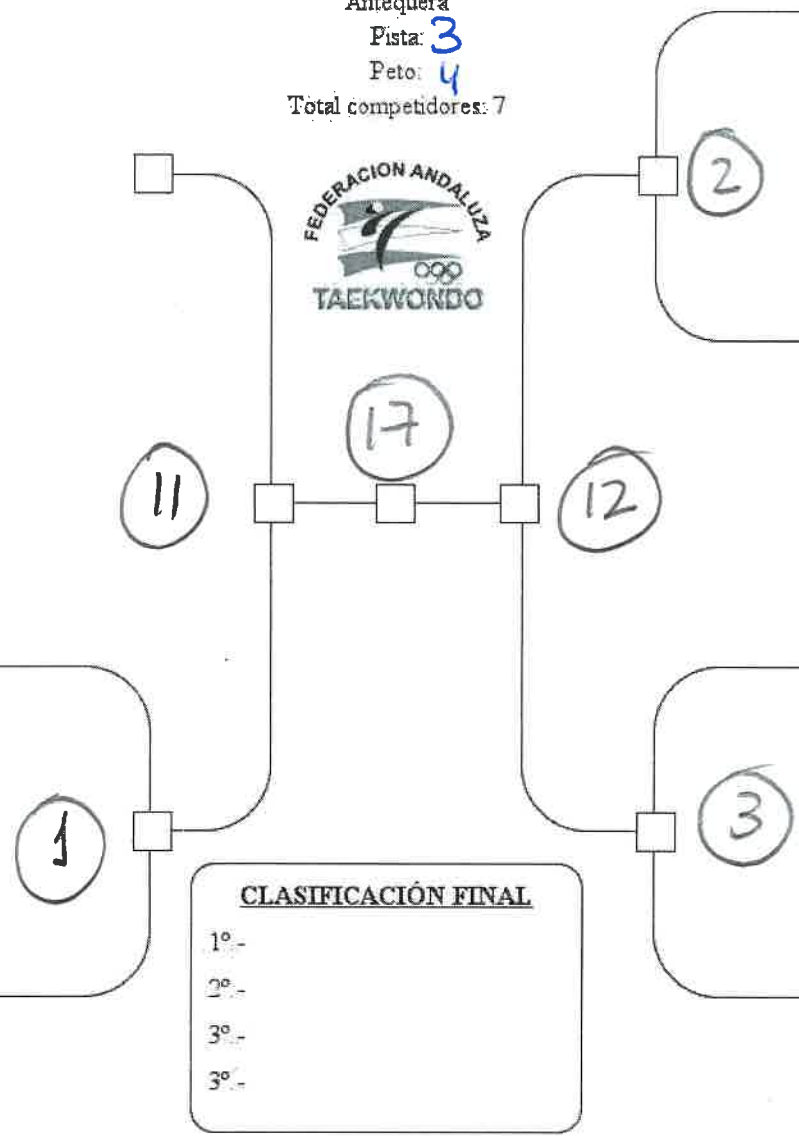 Antequera
Pista: 3
Peto: 4
Total competidores: 7
FEDERACION ANDALUZA
TAEKWONDO
2
17
11
12
1
3
CLASIFICACIÓN FINAL
1º.-
2º.-
3º.-
3º.-